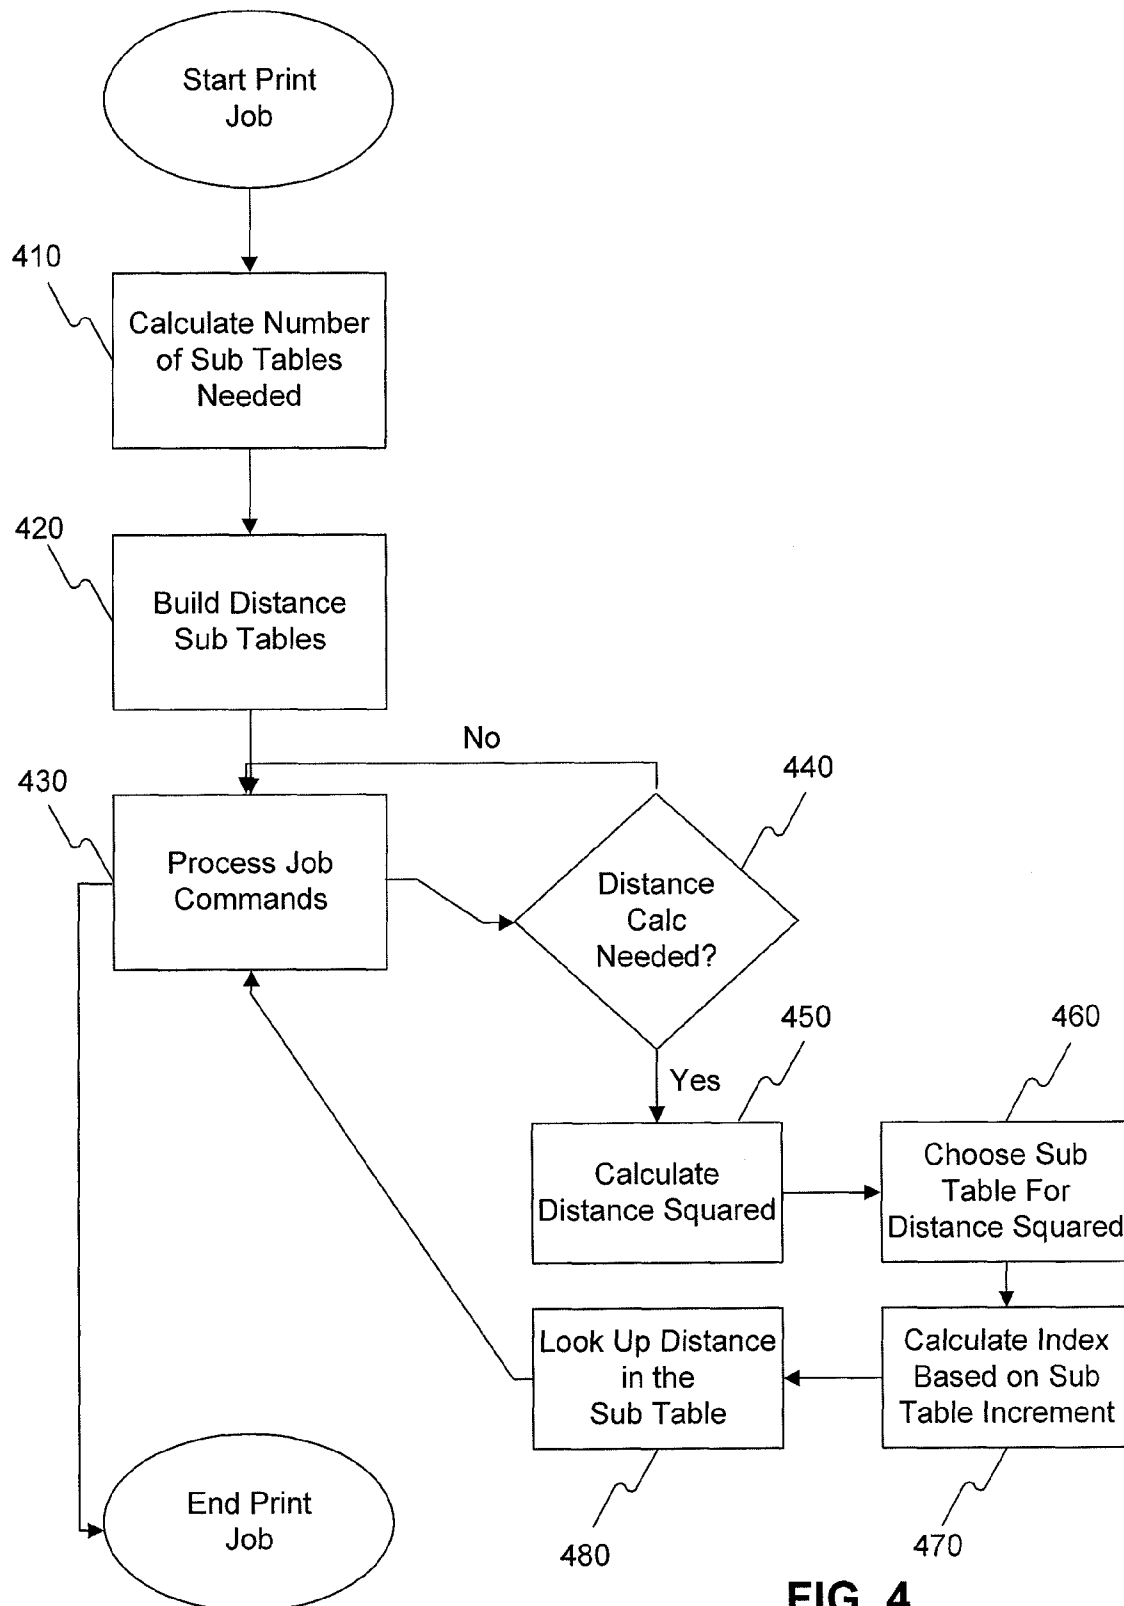 Start Print
Job
410
Calculate Number
of Sub Tables
Needed
420
Build Distance
Sub Tables
No
430
440
Process Job
Commands
Distance
Calc
Needed?
Yes
450
460
Calculate
Distance Squared
Choose Sub
Table For
Distance Squared
Look Up Distance
in the
Sub Table
Calculate Index
Based on Sub
Table Increment
End Print
Job
480
470
FIG. 4